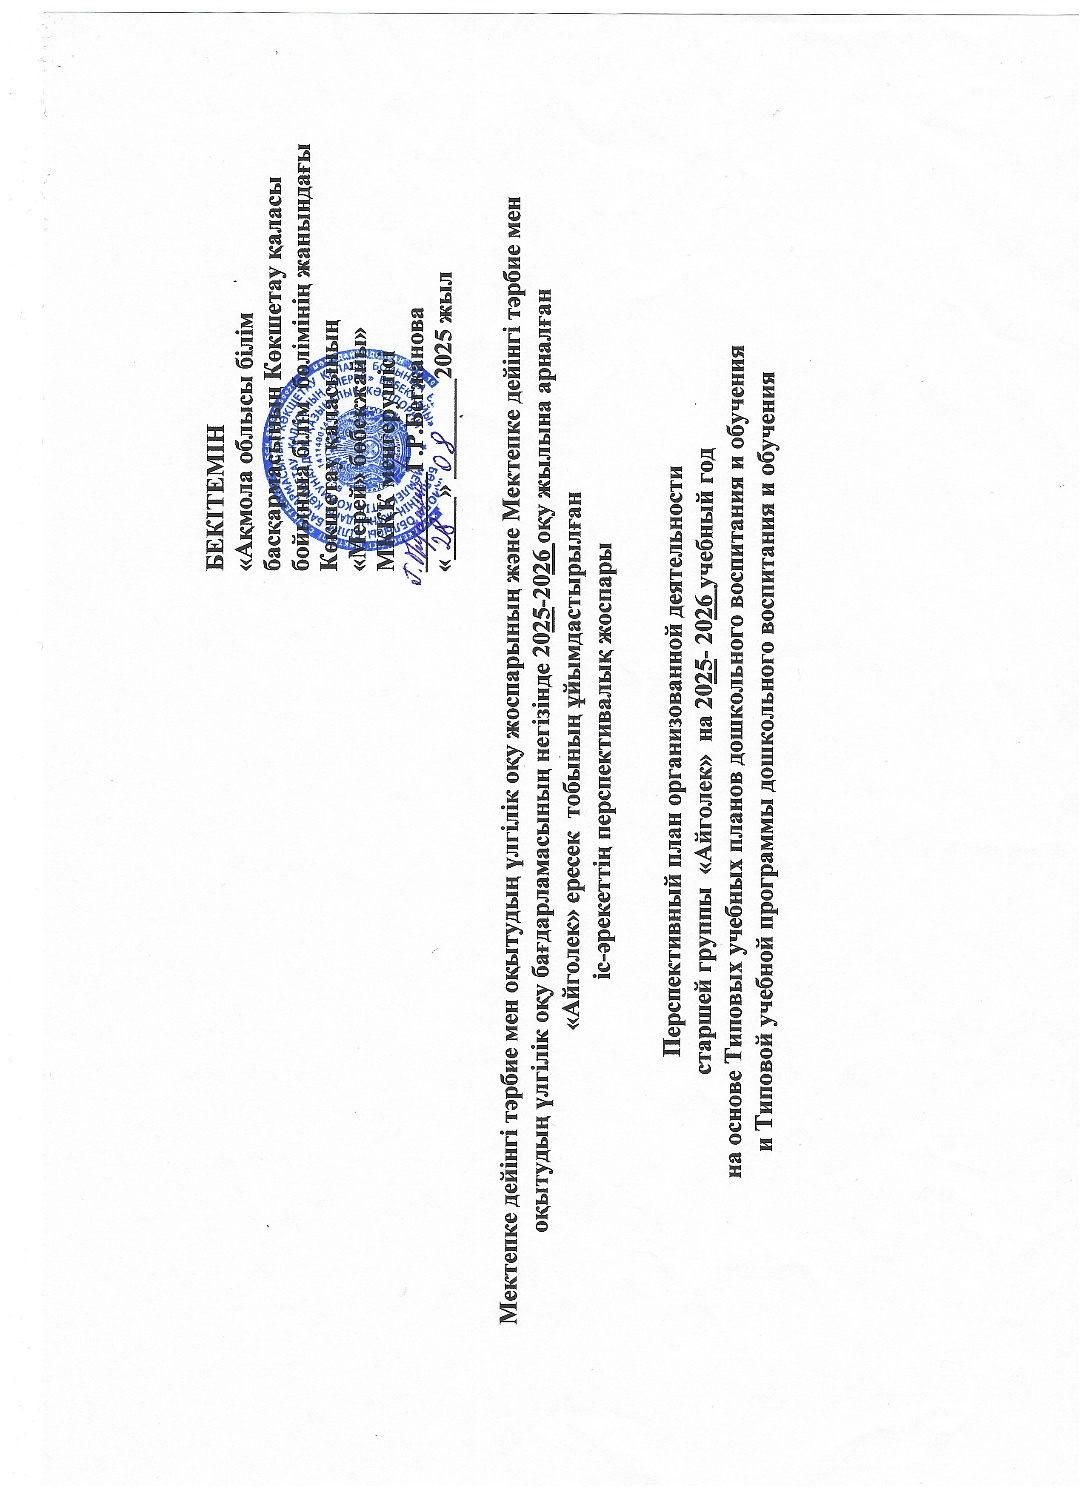 БЕКІТЕМІН
«Ақмола облысы білім
басқармасының Көкшетау қаласы
бойынша білім бөлімінің жанындағы
Көкшетау қаласының
«Мерей» бөбекжайы»
МКҚК меңгерушісі
Г.Р.Бегжанова
« 28 » 08 2025 жыл
Мектепке дейінгі тәрбие мен оқытудың үлгілік оқу жоспарының және Мектепке дейінгі тәрбие мен
оқытудың үлгілік оқу бағдарламасының негізінде 2025-2026 оқу жылына арналған
«Айголек» ересек тобының ұйымдастырылған
іс-әрекеттің перспективалық жоспары
Перспективный план организованной деятельности
старшей группы «Айголек» на 2025- 2026 учебный год
на основе Типовых учебных планов дошкольного воспитания и обучения
и Типовой учебной программы дошкольного воспитания и обучения